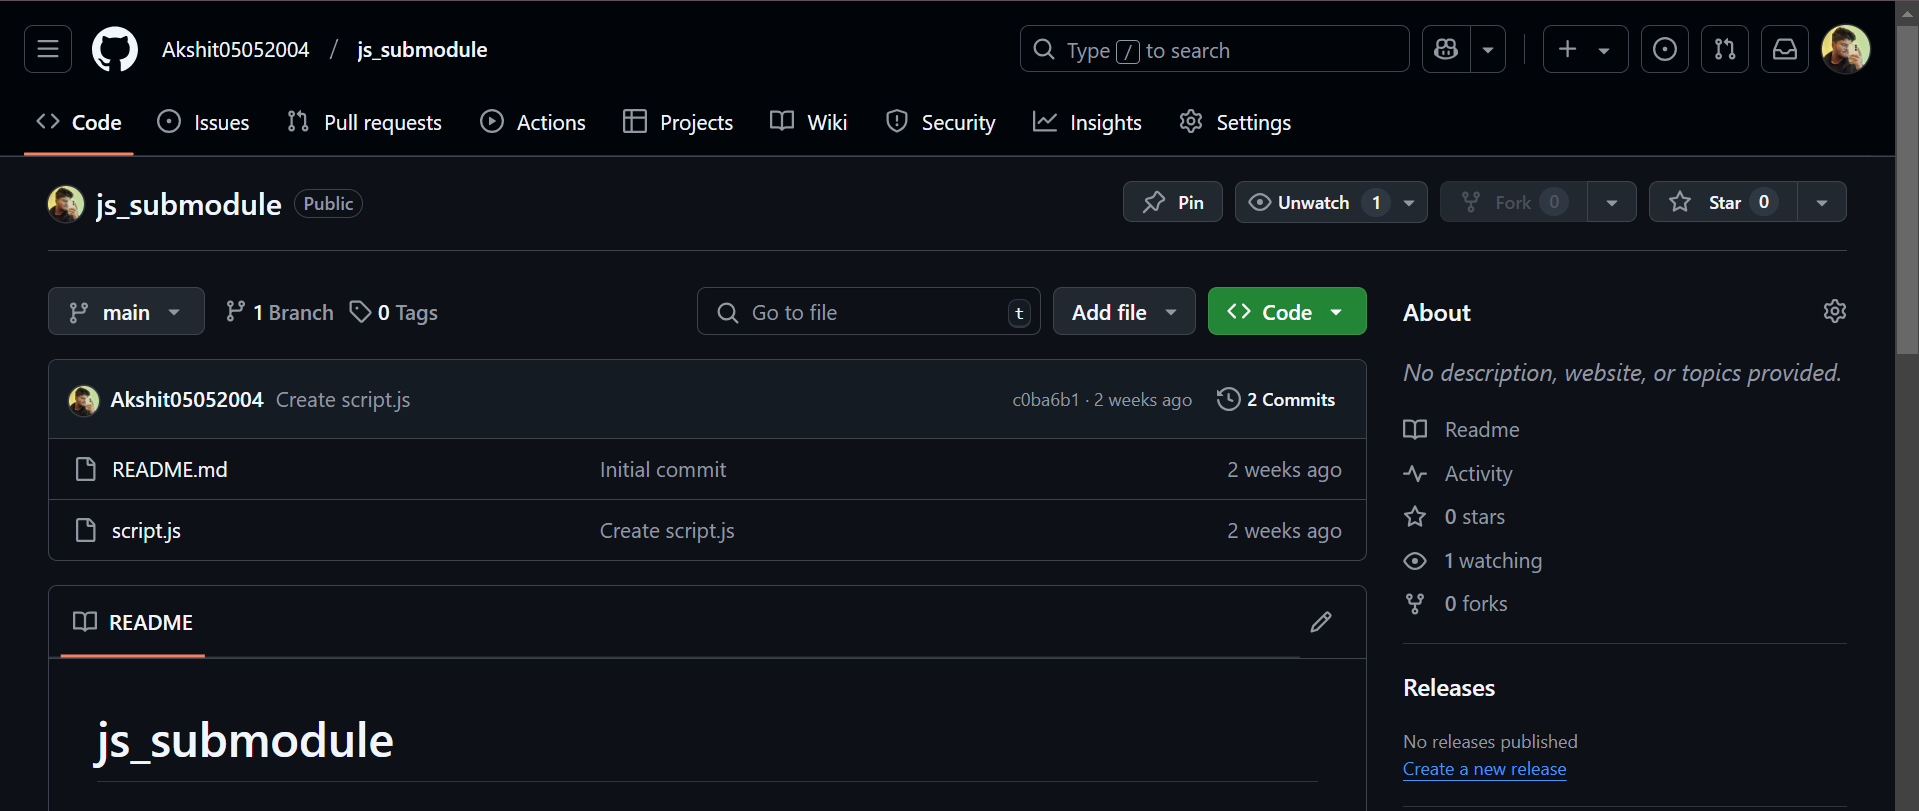 Akshit05052004 / js_submodule
Type / to search
Code Issues Pull requests Actions Projects Wiki Security Insights Settings
js_submodule Public
Pin Unwatch 1 Fork 0 Star 0
main 1 Branch 0 Tags Go to file t Add file Code
Akshit05052004 Create script.js c0ba6b1 · 2 weeks ago 2 Commits
README.md Initial commit 2 weeks ago
script.js Create script.js 2 weeks ago
README
js_submodule
About
No description, website, or topics provided.
Readme
Activity
0 stars
1 watching
0 forks
Releases
No releases published
Create a new release